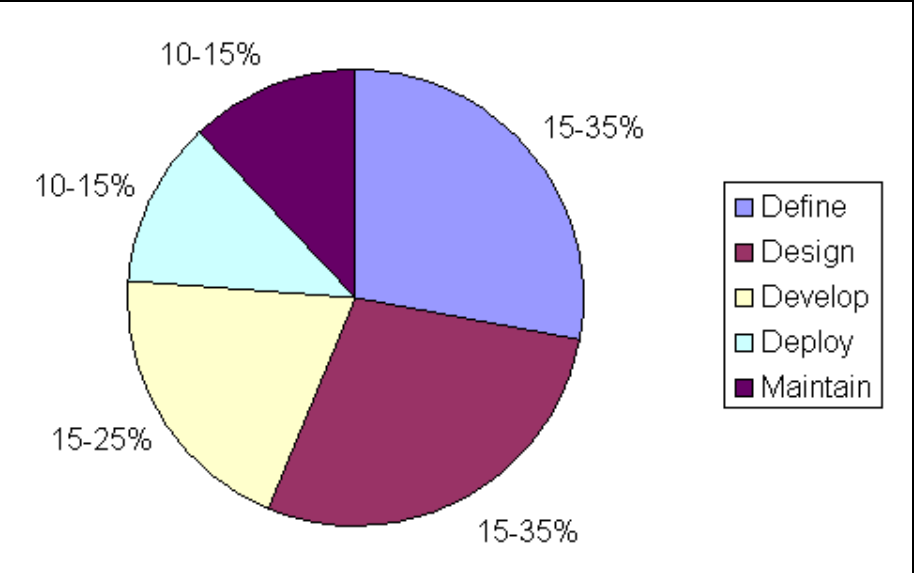 10-15%
15-35%
10-15%
15-25%
15-35%
Define
Design
Develop
Deploy
Maintain